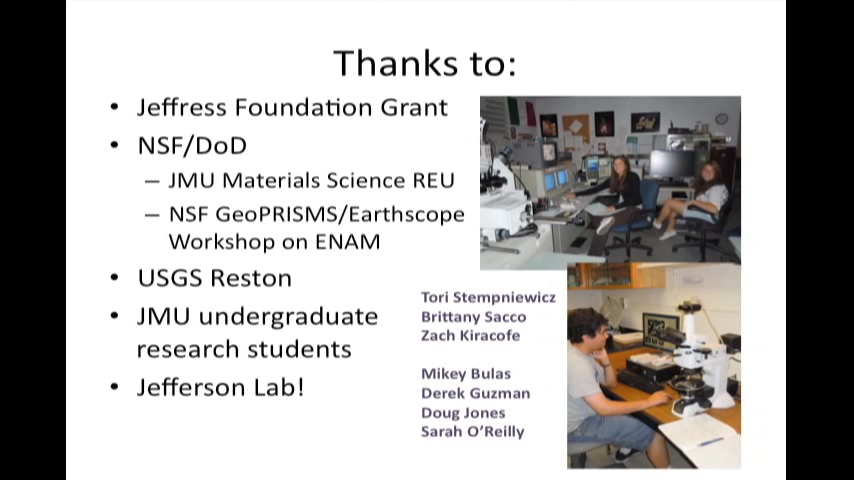 Thanks to:
• Jeffress Foundation Grant
• NSF/DoD
– JMU Materials Science REU
– NSF GeoPRISMS/Earthscope
Workshop on ENAM
• USGS Reston
• JMU undergraduate
research students
• Jefferson Lab!
Tori Stempniewicz
Brittany Sacco
Zach Kiracofe
Mikey Bulas
Derek Guzman
Doug Jones
Sarah O'Reilly